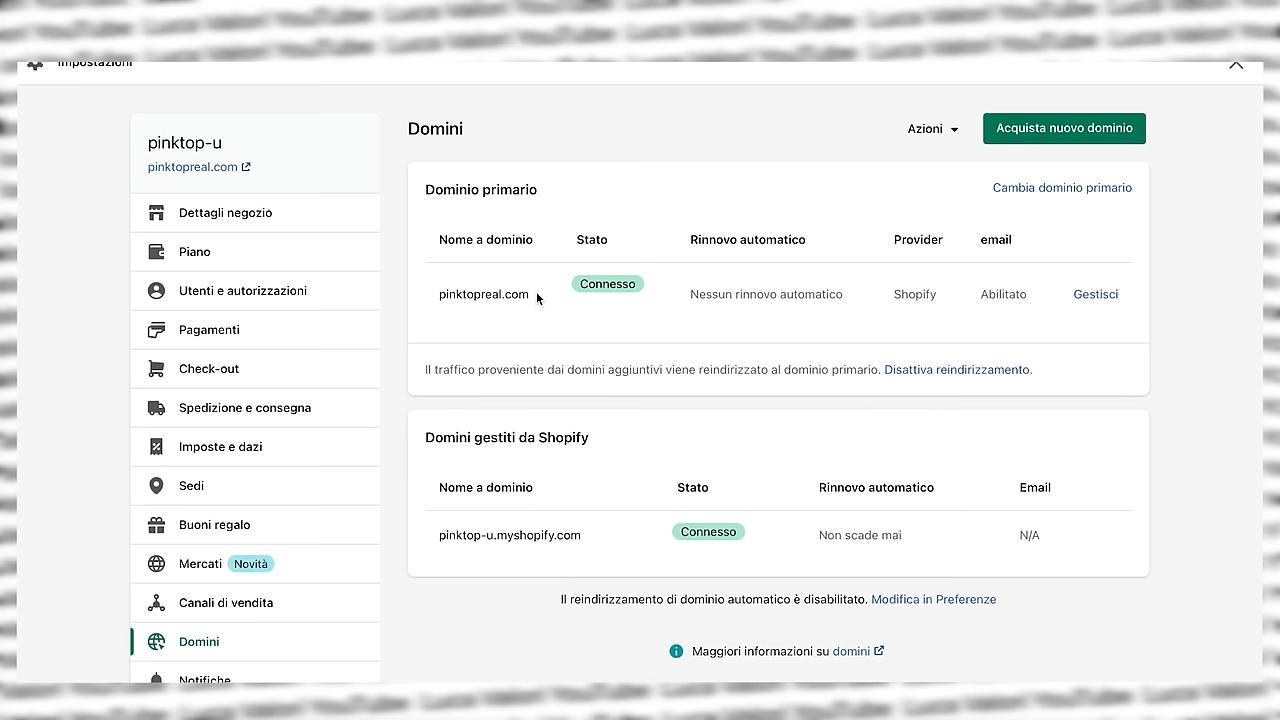 Impostazioni
pinktop-u
pinktopreal.com
Dettagli negozio
Piano
Utenti e autorizzazioni
Pagamenti
Check-out
Spedizione e consegna
Imposte e dazi
Sedi
Buoni regalo
Mercati Novità
Canali di vendita
Domini
Notifiche
Domini
Azioni
Acquista nuovo dominio
Dominio primario
Cambia dominio primario
Nome a dominio Stato Rinnovo automatico Provider email
pinktopreal.com Connesso Nessun rinnovo automatico Shopify Abilitato Gestisci
Il traffico proveniente dai domini aggiuntivi viene reindirizzato al dominio primario. Disattiva reindirizzamento.
Domini gestiti da Shopify
Nome a dominio Stato Rinnovo automatico Email
pinktop-u.myshopify.com Connesso Non scade mai N/A
Il reindirizzamento di dominio automatico è disabilitato. Modifica in Preferenze
Maggiori informazioni su domini